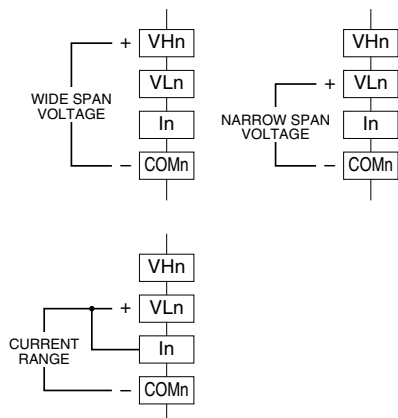 + VHn
VLn
WIDE SPAN
VOLTAGE
In
− COMn
VHn
+ VLn
In
NARROW SPAN
VOLTAGE
− COMn
VHn
+ VLn
In
CURRENT
RANGE
− COMn